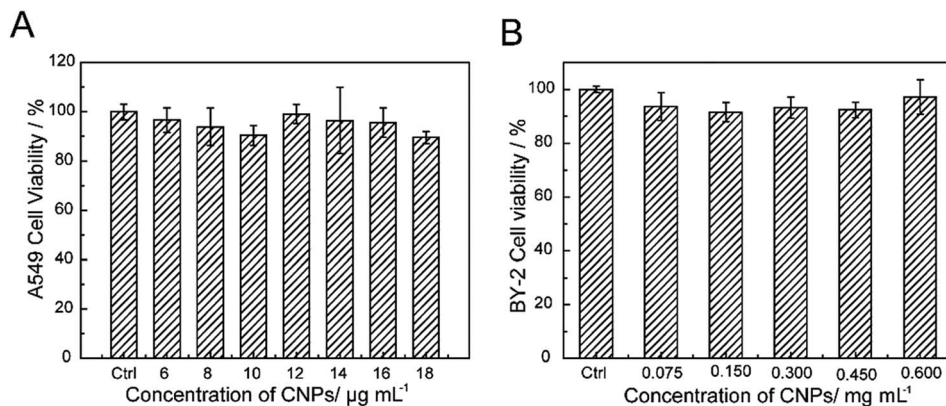 A
A549 Cell Viability / %
120
100
80
60
40
20
0
Ctrl 6 8 10 12 14 16 18
Concentration of CNPs/ µg mL⁻¹
B
BY-2 Cell viability / %
100
80
60
40
20
0
Ctrl 0.075 0.150 0.300 0.450 0.600
Concentration of CNPs/ mg mL⁻¹